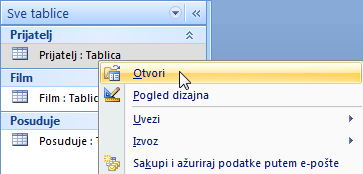 Sve tablice
Prijatelj
Prijatelj : Tablica
Otvori
Film
Film : Tablic
Pogled dizajna
Uvezi
Posuduje
Izvoz
Posuduje : T
Sakupi i ažuriraj podatke putem e-pošte